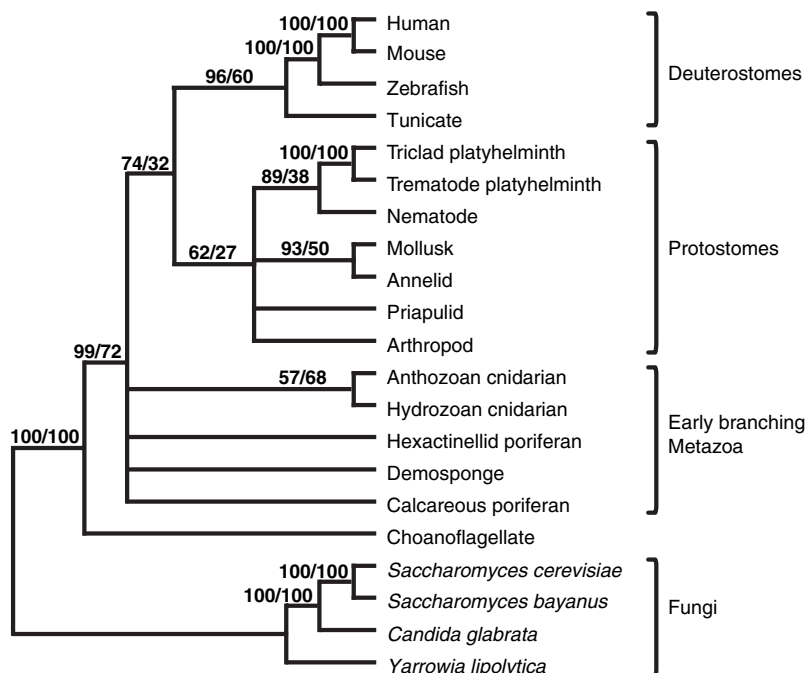 100/100
Human
Mouse
100/100
96/60
Zebrafish
Tunicate
Deuterostomes
74/32
100/100
Triclad platyhelminth
89/38
Trematode platyhelminth
Nematode
62/27
93/50
Mollusk
Annelid
Priapulid
Arthropod
Protostomes
99/72
57/68
Anthozoan cnidarian
Hydrozoan cnidarian
Hexactinellid poriferan
Demosponge
Calcareous poriferan
Early branching
Metazoa
100/100
Choanoflagellate
100/100
Saccharomyces cerevisiae
100/100
Saccharomyces bayanus
Candida glabrata
Yarrowia lipolytica
Fungi